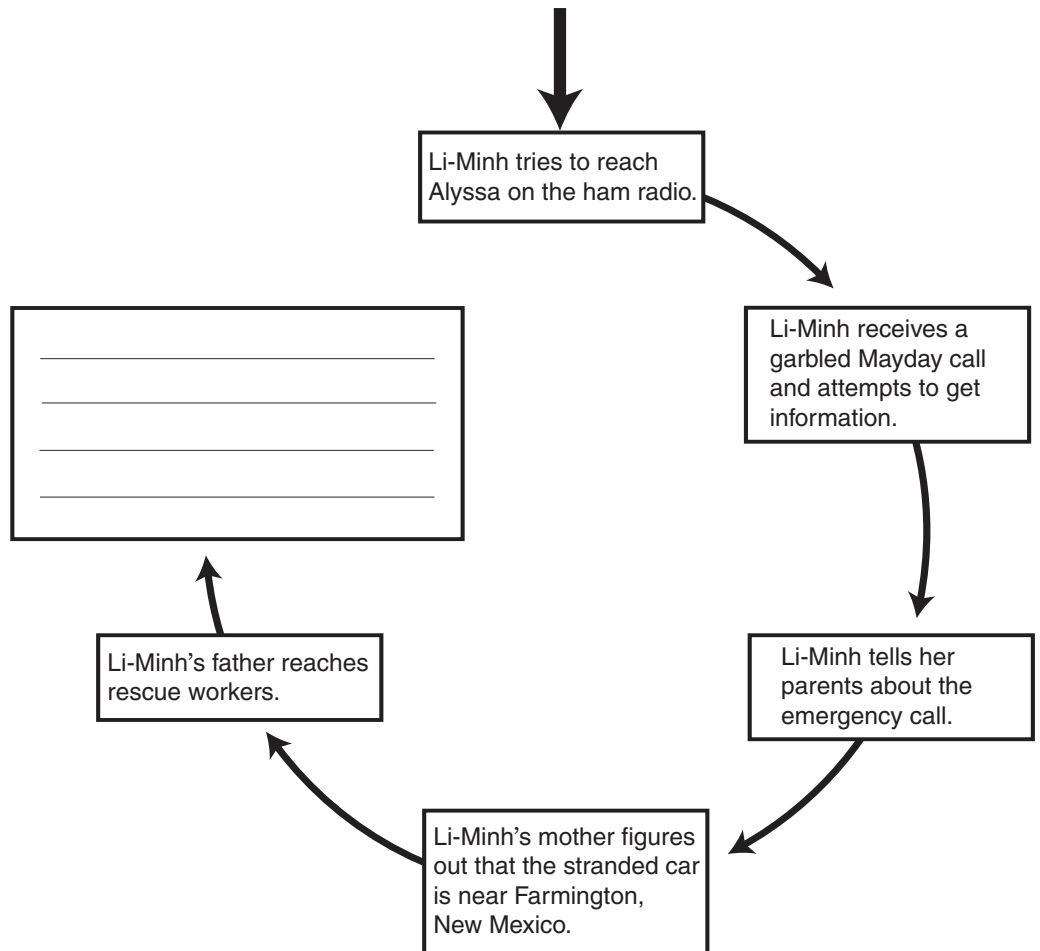 Li-Minh tries to reach
Alyssa on the ham radio.
Li-Minh receives a
garbled Mayday call
and attempts to get
information.
Li-Minh tells her
parents about the
emergency call.
Li-Minh's mother figures
out that the stranded car
is near Farmington,
New Mexico.
Li-Minh's father reaches
rescue workers.